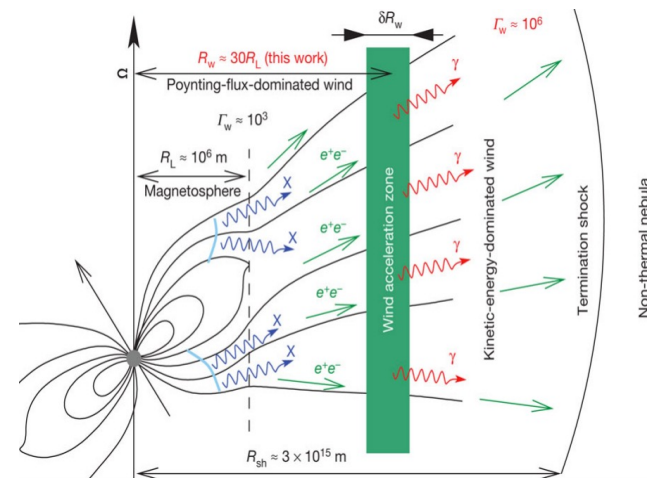 δR_w
Γ_w ≈ 10^6
R_w ≈ 30R_L (this work)
Ω
Poynting-flux-dominated wind
γ
Γ_w ≈ 10^3
R_L ≈ 10^6 m
Magnetosphere
e^+e^−
X
X
γ
e^+e^−
γ
e^+e^−
X
X
e^+e^−
γ
Wind acceleration zone
Kinetic-energy-dominated wind
Termination shock
Non-thermal nebula
R_sh ≈ 3 × 10^15 m